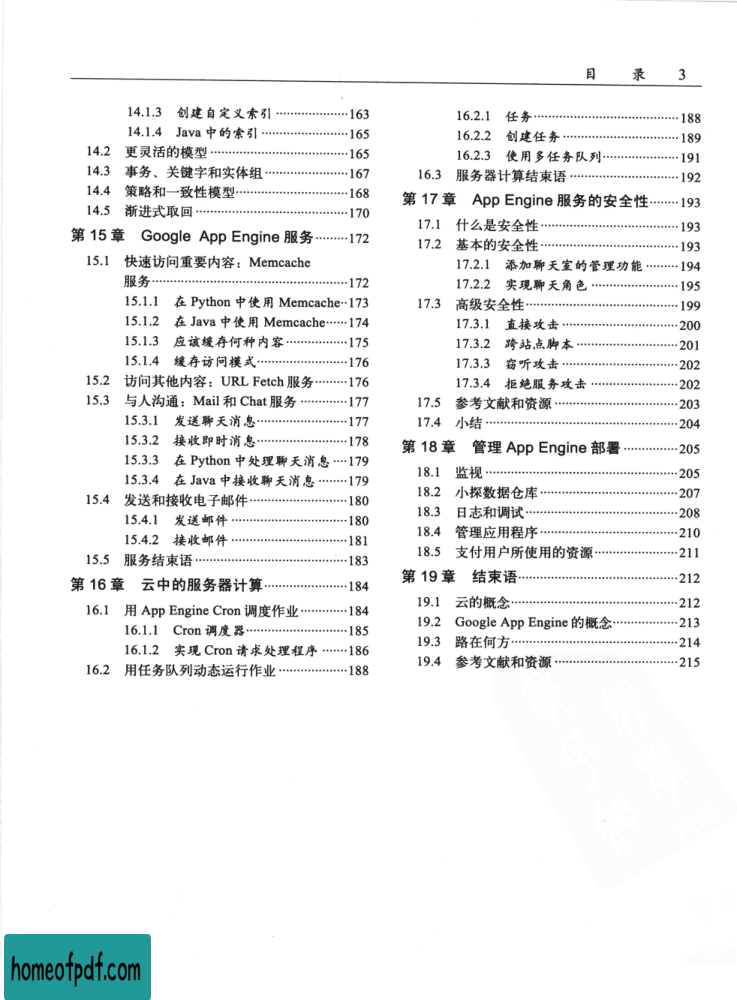 目 录 3
14.1.3 创建自定义索引 ··················· 163
14.1.4 Java 中的索引 ······················· 165
14.2 更灵活的模型 ····································· 165
14.3 事务、关键字和实体组 ······················ 167
14.4 策略和一致性模型 ······························ 168
14.5 渐进式取回 ········································ 170
第 15 章 Google App Engine 服务 ········· 172
15.1 快速访问重要内容：Memcache
服务 ···················································· 172
15.1.1 在 Python 中使用 Memcache ·· 173
15.1.2 在 Java 中使用 Memcache ······ 174
15.1.3 应该缓存何种内容 ················ 175
15.1.4 缓存访问模式 ························ 176
15.2 访问其他内容：URL Fetch 服务 ········· 176
15.3 与人沟通：Mail 和 Chat 服务 ············ 177
15.3.1 发送聊天消息 ························ 177
15.3.2 接收即时消息 ························ 178
15.3.3 在 Python 中处理聊天消息 ···· 179
15.3.4 在 Java 中接收聊天消息 ········ 179
15.4 发送和接收电子邮件 ·························· 180
15.4.1 发送邮件 ······························· 180
15.4.2 接收邮件 ······························· 181
15.5 服务结束语 ········································ 183
第 16 章 云中的服务器计算 ······················ 184
16.1 用 App Engine Cron 调度作业 ············ 184
16.1.1 Cron 调度器 ··························· 185
16.1.2 实现 Cron 请求处理程序 ······· 186
16.2 用任务队列动态运行作业 ·················· 188
16.2.1 任务 ······································ 188
16.2.2 创建任务 ······························· 189
16.2.3 使用多任务队列 ···················· 191
16.3 服务器计算结束语 ····························· 192
第 17 章 App Engine 服务的安全性 ········ 193
17.1 什么是安全性 ····································· 193
17.2 基本的安全性 ····································· 193
17.2.1 添加聊天室的管理功能 ········· 194
17.2.2 实现聊天角色 ························ 195
17.3 高级安全性 ········································ 199
17.3.1 直接攻击 ······························· 200
17.3.2 跨站点脚本 ··························· 201
17.3.3 窃听攻击 ······························· 202
17.3.4 拒绝服务攻击 ························ 202
17.5 参考文献和资源 ································· 203
17.4 小结 ··················································· 204
第 18 章 管理 App Engine 部署 ··············· 205
18.1 监视 ··················································· 205
18.2 小探数据仓库 ····································· 207
18.3 日志和调试 ········································ 208
18.4 管理应用程序 ····································· 210
18.5 支付用户所使用的资源 ······················ 211
第 19 章 结束语 ·········································· 212
19.1 云的概念 ············································ 212
19.2 Google App Engine 的概念 ················· 213
19.3 路在何方 ············································ 214
19.4 参考文献和资源 ································· 215
PDG
homeofpdf.com